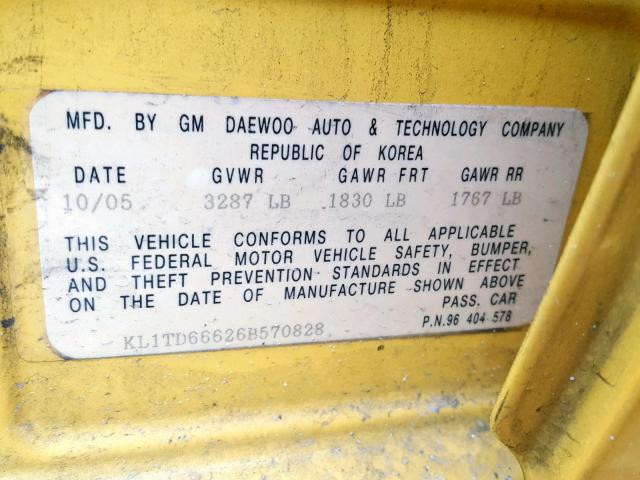 MFD. BY GM DAEWOO AUTO & TECHNOLOGY COMPANY
REPUBLIC OF KOREA
DATE GVWR GAWR FRT GAWR RR
10/05 3287 LB 1830 LB 1767 LB
THIS VEHICLE CONFORMS TO ALL APPLICABLE
U.S. FEDERAL MOTOR VEHICLE SAFETY, BUMPER,
AND THEFT PREVENTION STANDARDS IN EFFECT
ON THE DATE OF MANUFACTURE SHOWN ABOVE
PASS. CAR
KL1TD66626B570828
P.N.96 404 578